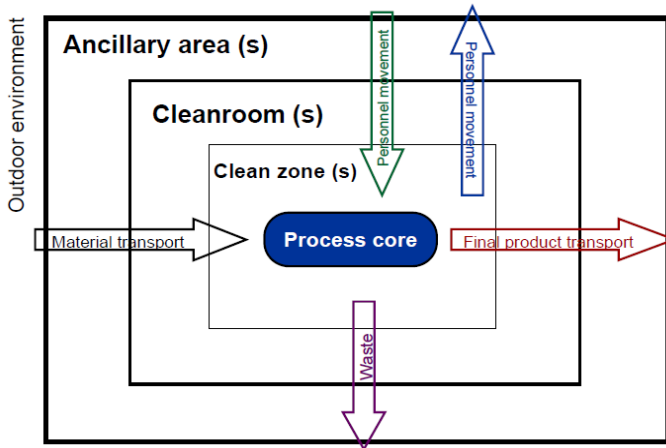 Outdoor environment
Ancillary area (s)
Personnel movement
Personnel movement
Cleanroom (s)
Clean zone (s)
Material transport
Process core
Final product transport
Waste